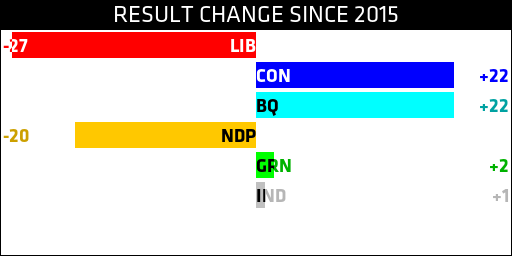 RESULT CHANGE SINCE 2015
-27 LIB
CON +22
BQ +22
-20 NDP
GRN +2
IND +1